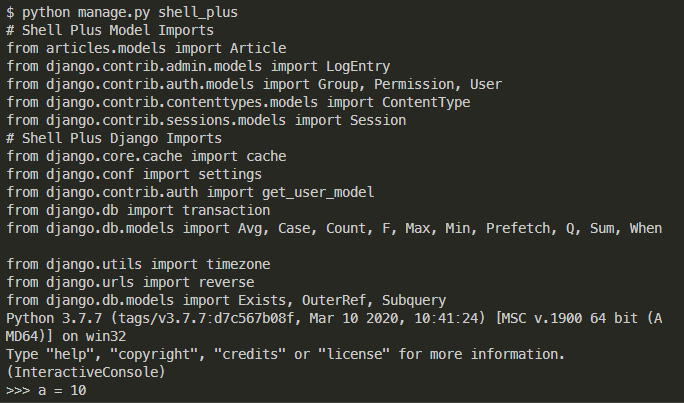 $ python manage.py shell_plus
# Shell Plus Model Imports
from articles.models import Article
from django.contrib.admin.models import LogEntry
from django.contrib.auth.models import Group, Permission, User
from django.contrib.contenttypes.models import ContentType
from django.contrib.sessions.models import Session
# Shell Plus Django Imports
from django.core.cache import cache
from django.conf import settings
from django.contrib.auth import get_user_model
from django.db import transaction
from django.db.models import Avg, Case, Count, F, Max, Min, Prefetch, Q, Sum, When
from django.utils import timezone
from django.urls import reverse
from django.db.models import Exists, OuterRef, Subquery
Python 3.7.7 (tags/v3.7.7:d7c567b08f, Mar 10 2020, 10:41:24) [MSC v.1900 64 bit (A
MD64)] on win32
Type "help", "copyright", "credits" or "license" for more information.
(InteractiveConsole)
>>> a = 10